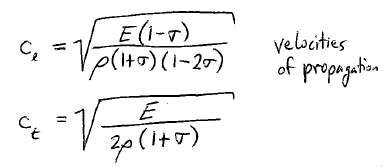 c_ℓ = √(E(1-σ) / ρ(1+σ)(1-2σ))
velocities
of propagation
c_t = √(E / 2ρ(1+σ))